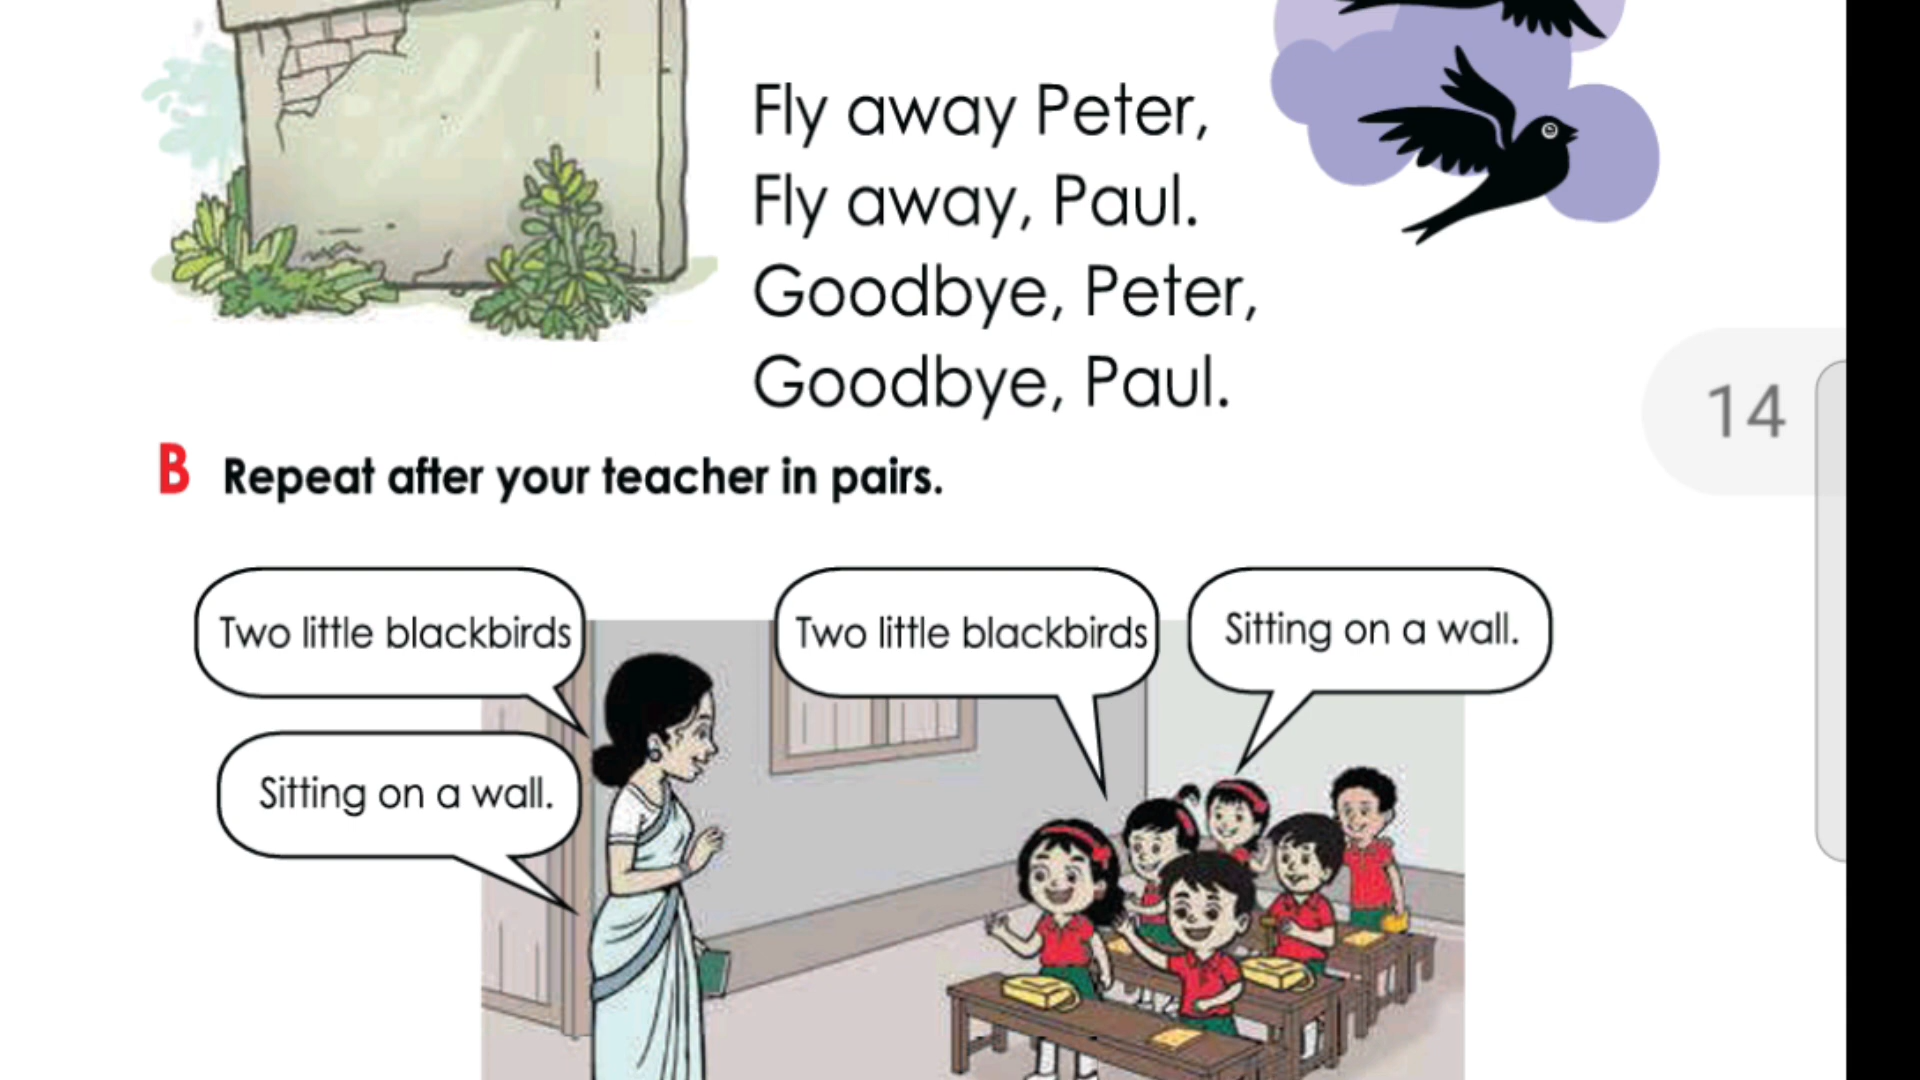 Fly away Peter,
Fly away, Paul.
Goodbye, Peter,
Goodbye, Paul.
14
B Repeat after your teacher in pairs.
Two little blackbirds
Two little blackbirds
Sitting on a wall.
Sitting on a wall.